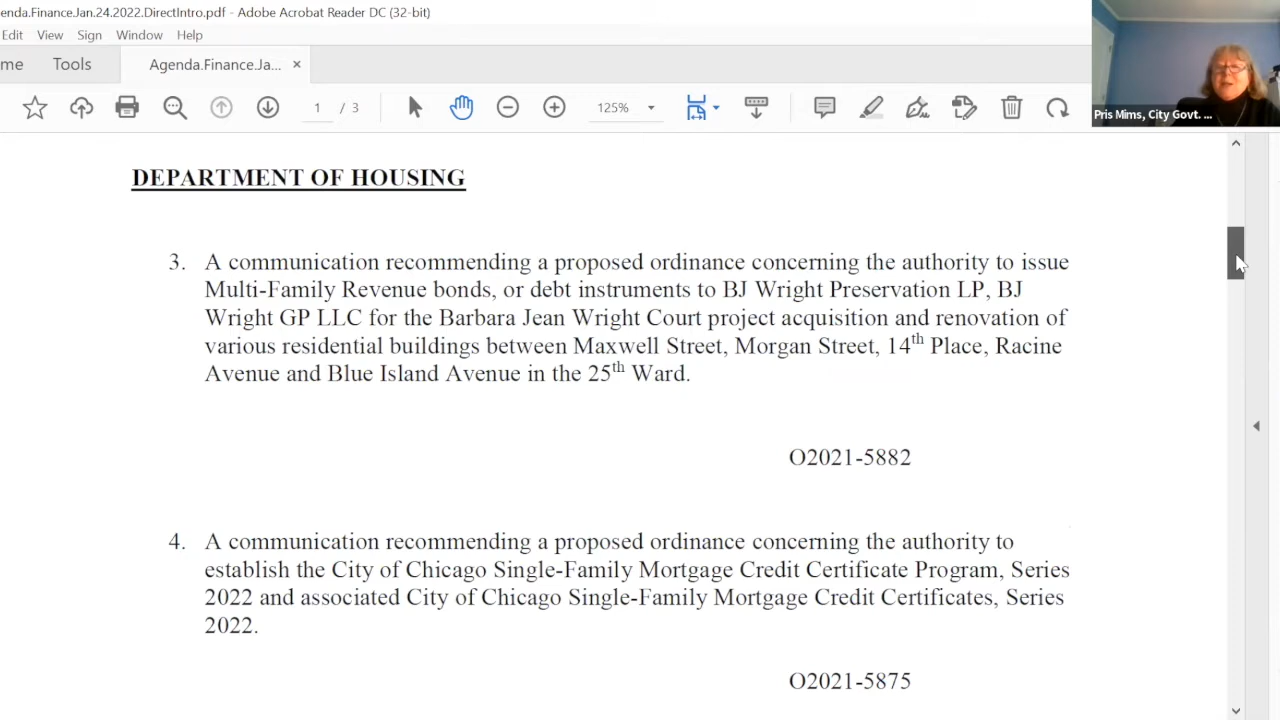 enda.Finance.Jan.24.2022.DirectIntro.pdf - Adobe Acrobat Reader DC (32-bit)
Edit View Sign Window Help
me Tools Agenda.Finance.Ja... ×
1 / 3 125%
Pris Mims, City Govt. ...
DEPARTMENT OF HOUSING
3. A communication recommending a proposed ordinance concerning the authority to issue
Multi-Family Revenue bonds, or debt instruments to BJ Wright Preservation LP, BJ
Wright GP LLC for the Barbara Jean Wright Court project acquisition and renovation of
various residential buildings between Maxwell Street, Morgan Street, 14th Place, Racine
Avenue and Blue Island Avenue in the 25th Ward.
O2021-5882
4. A communication recommending a proposed ordinance concerning the authority to
establish the City of Chicago Single-Family Mortgage Credit Certificate Program, Series
2022 and associated City of Chicago Single-Family Mortgage Credit Certificates, Series
2022.
O2021-5875